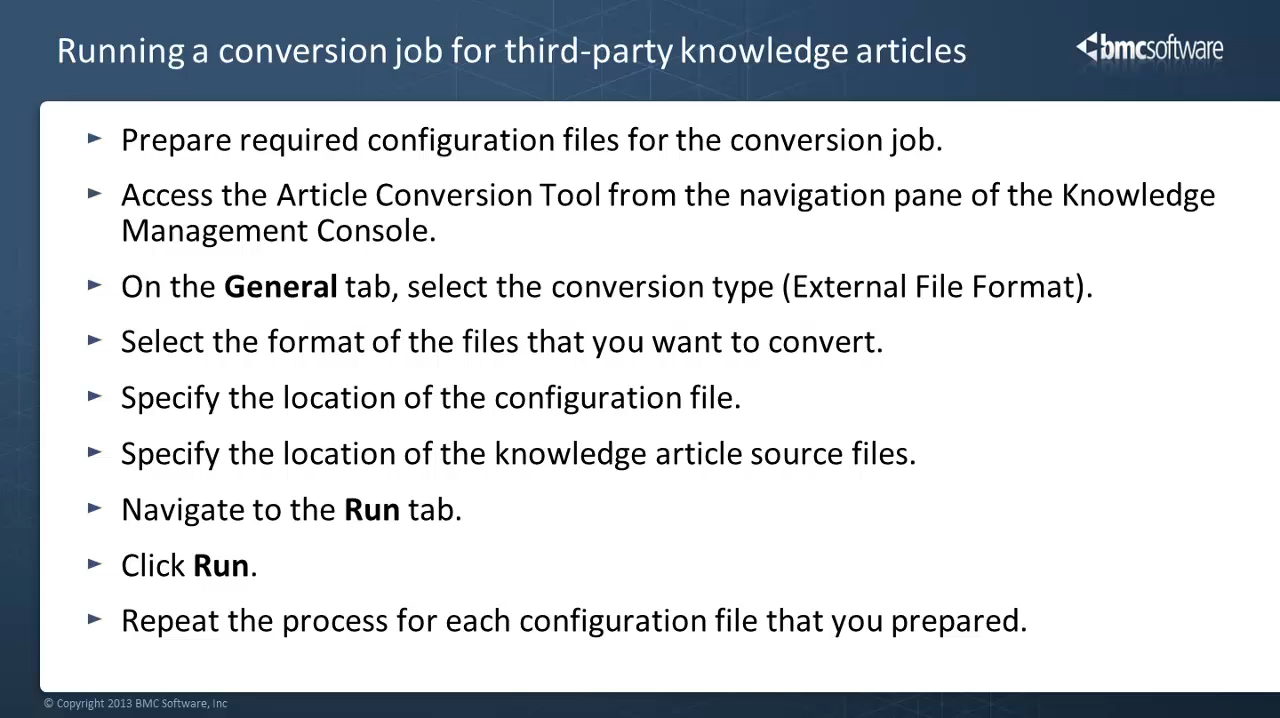 Running a conversion job for third-party knowledge articles
bmcsoftware
► Prepare required configuration files for the conversion job.
► Access the Article Conversion Tool from the navigation pane of the Knowledge
Management Console.
► On the General tab, select the conversion type (External File Format).
► Select the format of the files that you want to convert.
► Specify the location of the configuration file.
► Specify the location of the knowledge article source files.
► Navigate to the Run tab.
► Click Run.
► Repeat the process for each configuration file that you prepared.
© Copyright 2013 BMC Software, Inc